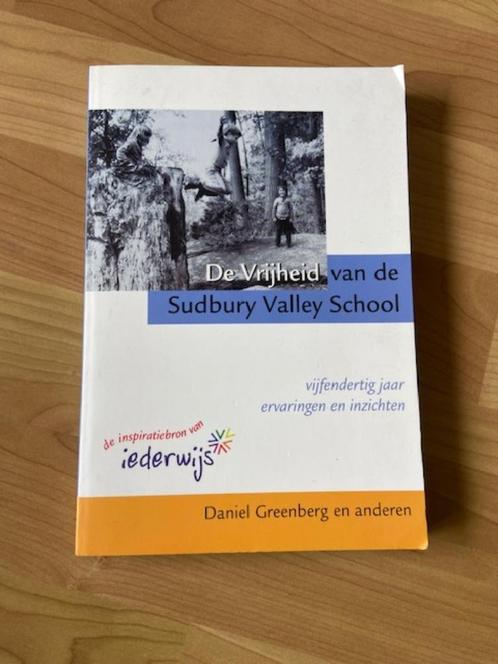 De Vrijheid van de
Sudbury Valley School
vijfendertig jaar
ervaringen en inzichten
de inspiratiebron van
iederwijs
Daniel Greenberg en anderen